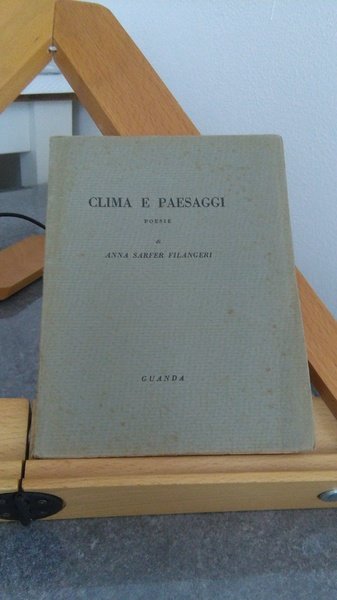 CLIMA E PAESAGGI
POESIE
di
ANNA SARFER FILANGERI
GUANDA